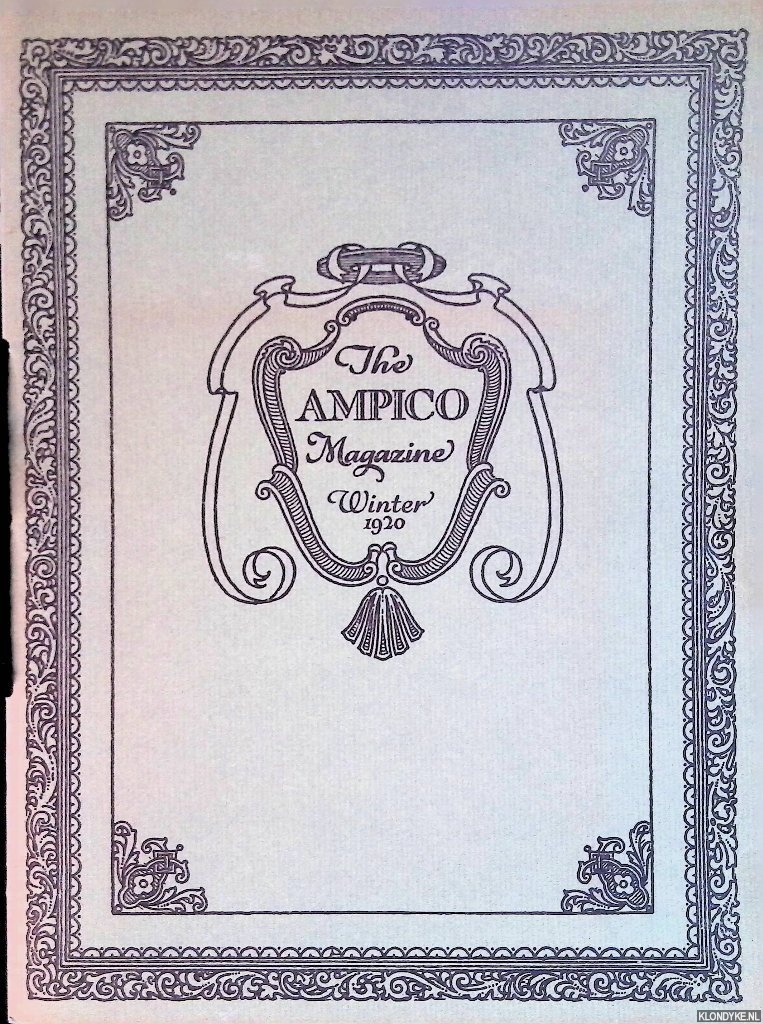 The
AMPICO
Magazine
Winter
1920
KLONDYKE.NL